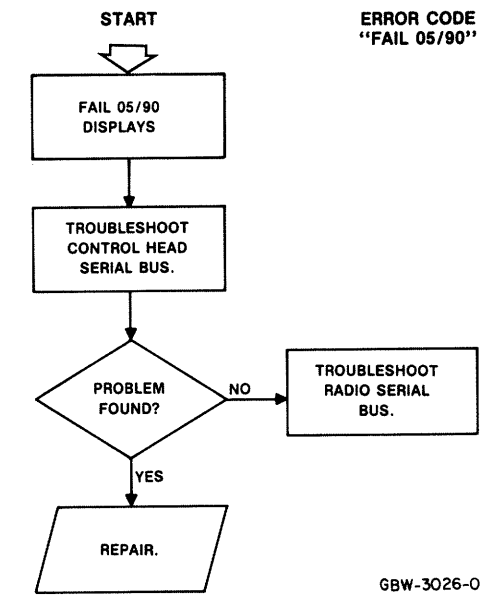 START
ERROR CODE
"FAIL 05/90"
FAIL 05/90
DISPLAYS
TROUBLESHOOT
CONTROL HEAD
SERIAL BUS.
PROBLEM
FOUND?
NO
TROUBLESHOOT
RADIO SERIAL
BUS.
YES
REPAIR.
GBW-3026-O